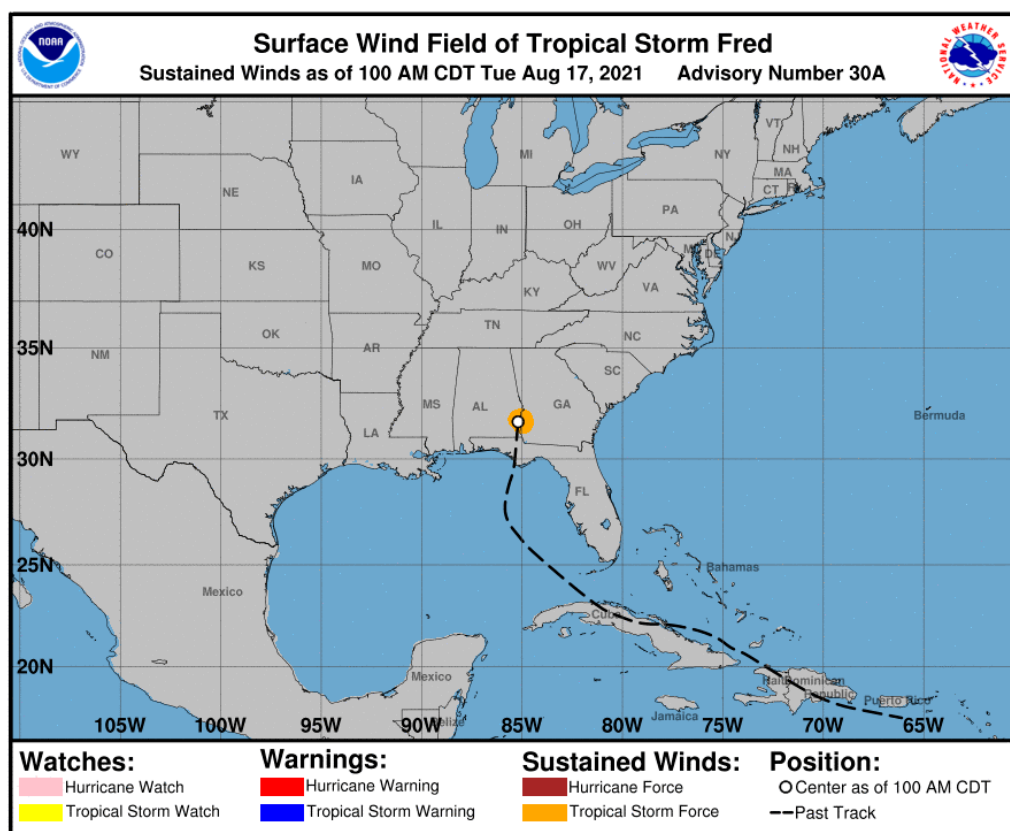 NOAA
NATIONAL WEATHER SERVICE
Surface Wind Field of Tropical Storm Fred
Sustained Winds as of 100 AM CDT Tue Aug 17, 2021 Advisory Number 30A
VT
WY MI NY NH
MA
IA CT
NE
PA
40N IL IN OH
CO WV
KS MO VA
KY
TN NC
35N OK AR
NM SC
MS AL GA
TX Bermuda
LA
30N
FL
25N Bahamas
Mexico
Cuba
20N
Mexico Dominican
Republic Puerto Rico
Jamaica
105W 100W 95W 90W 85W 80W 75W 70W 65W
Watches: Warnings: Sustained Winds: Position:
Hurricane Watch Hurricane Warning Hurricane Force Center as of 100 AM CDT
Tropical Storm Watch Tropical Storm Warning Tropical Storm Force Past Track